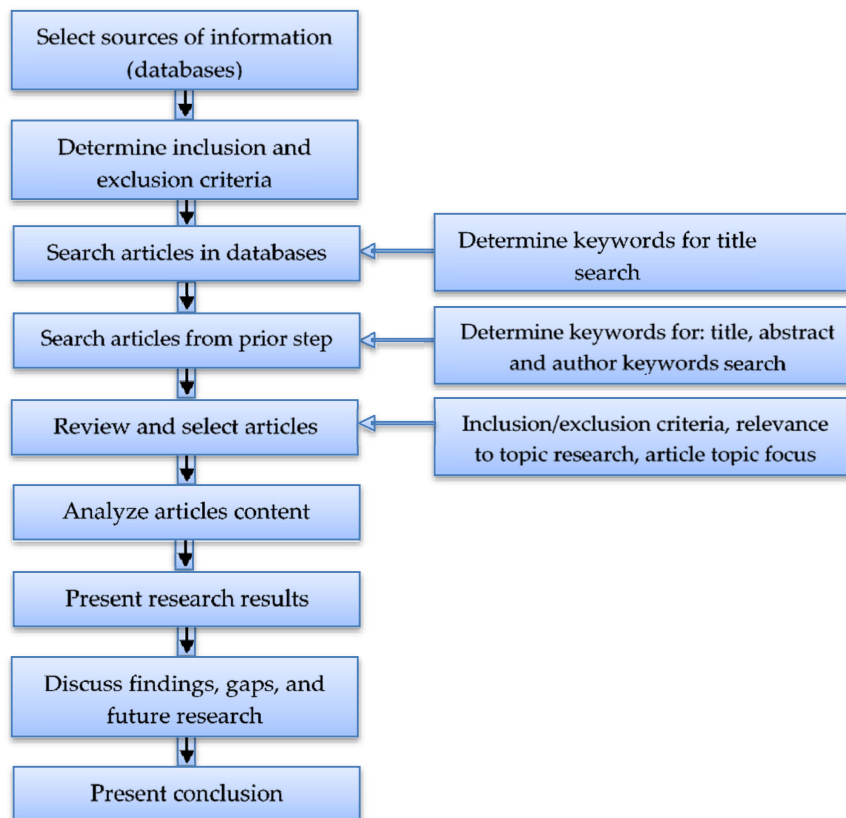 Select sources of information
(databases)
Determine inclusion and
exclusion criteria
Search articles in databases
Determine keywords for title
search
Search articles from prior step
Determine keywords for: title, abstract
and author keywords search
Review and select articles
Inclusion/exclusion criteria, relevance
to topic research, article topic focus
Analyze articles content
Present research results
Discuss findings, gaps, and
future research
Present conclusion